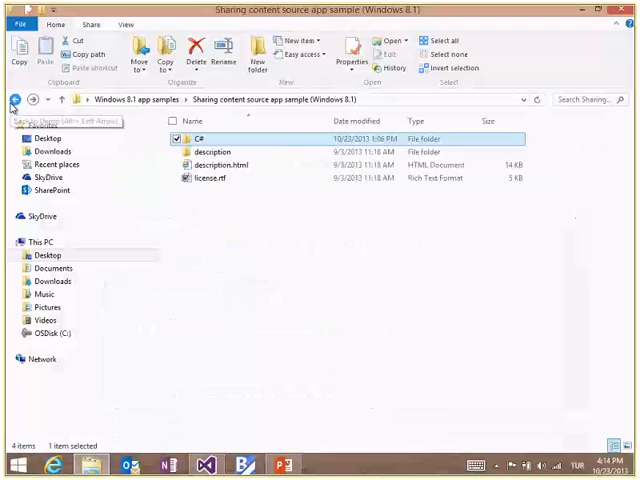 Sharing content source app sample (Windows 8.1)
File Home Share View
Copy Paste Cut Copy path Paste shortcut Move to Copy to Delete Rename New folder New item Easy access Properties Open Edit History Select all Select none Invert selection
Clipboard Organize New Open Select
Windows 8.1 app samples Sharing content source app sample (Windows 8.1) Search Sharing...
Favorites
Desktop
Downloads
Recent places
SkyDrive
SharePoint
SkyDrive
This PC
Desktop
Documents
Downloads
Music
Pictures
Videos
OSDisk (C:)
Network
Name Date modified Type Size
C# 10/23/2013 1:06 PM File folder
description 9/3/2013 11:18 AM File folder
description.html 9/3/2013 11:18 AM HTML Document 14 KB
license.rtf 9/3/2013 11:18 AM Rich Text Format 5 KB
4 items 1 item selected
TUR 4:14 PM
10/23/2013